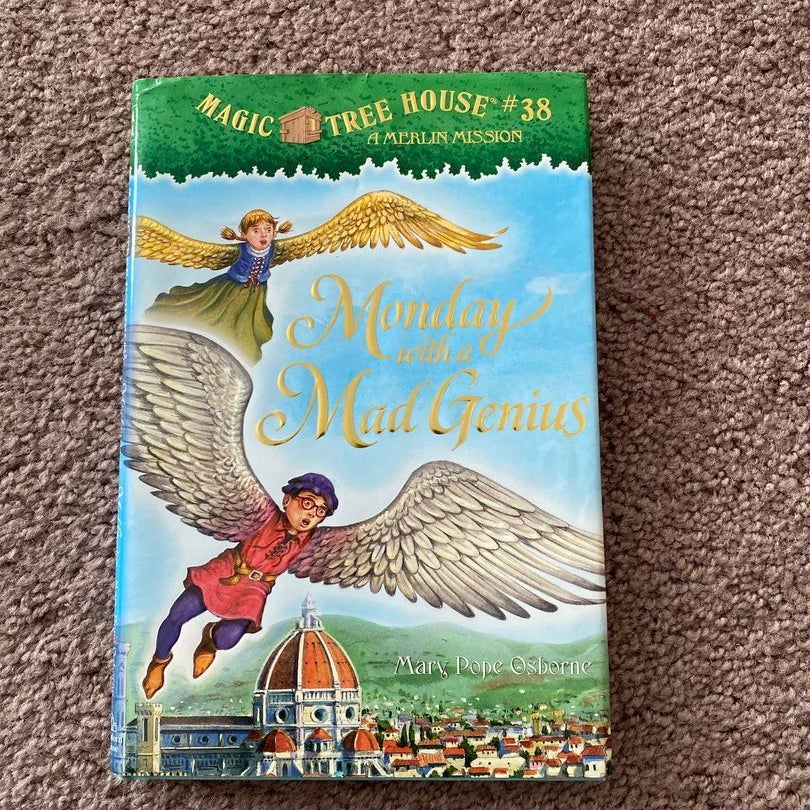 MAGIC TREE HOUSE® #38
A MERLIN MISSION
Monday
with a
Mad Genius
Mary Pope Osborne